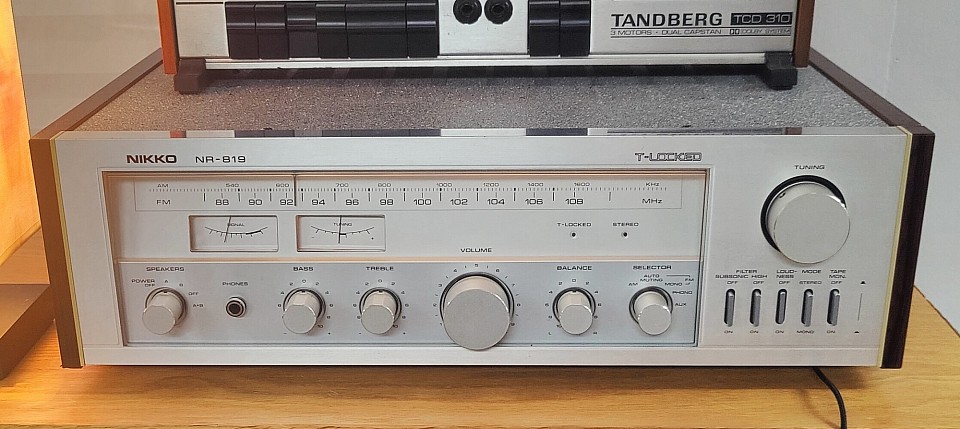 TANDBERG TCD 310
3 MOTORS - DUAL CAPSTAN DOLBY SYSTEM
NIKKO NR-819 T-LOCKED
TUNING
AM 540 600 700 800 1000 1200 1400 1600 KHz
FM 88 90 92 94 96 98 100 102 104 106 108 MHz
SIGNAL TUNING
T-LOCKED STEREO
VOLUME
SPEAKERS BASS TREBLE BALANCE SELECTOR
POWER OFF A B OFF A+B
PHONES
AM AUTO MUTING MONO FM PHONO AUX
L R
FILTER LOUD- MODE TAPE
SUBSONIC HIGH NESS MON.
OFF OFF OFF STEREO OFF
ON ON ON MONO ON